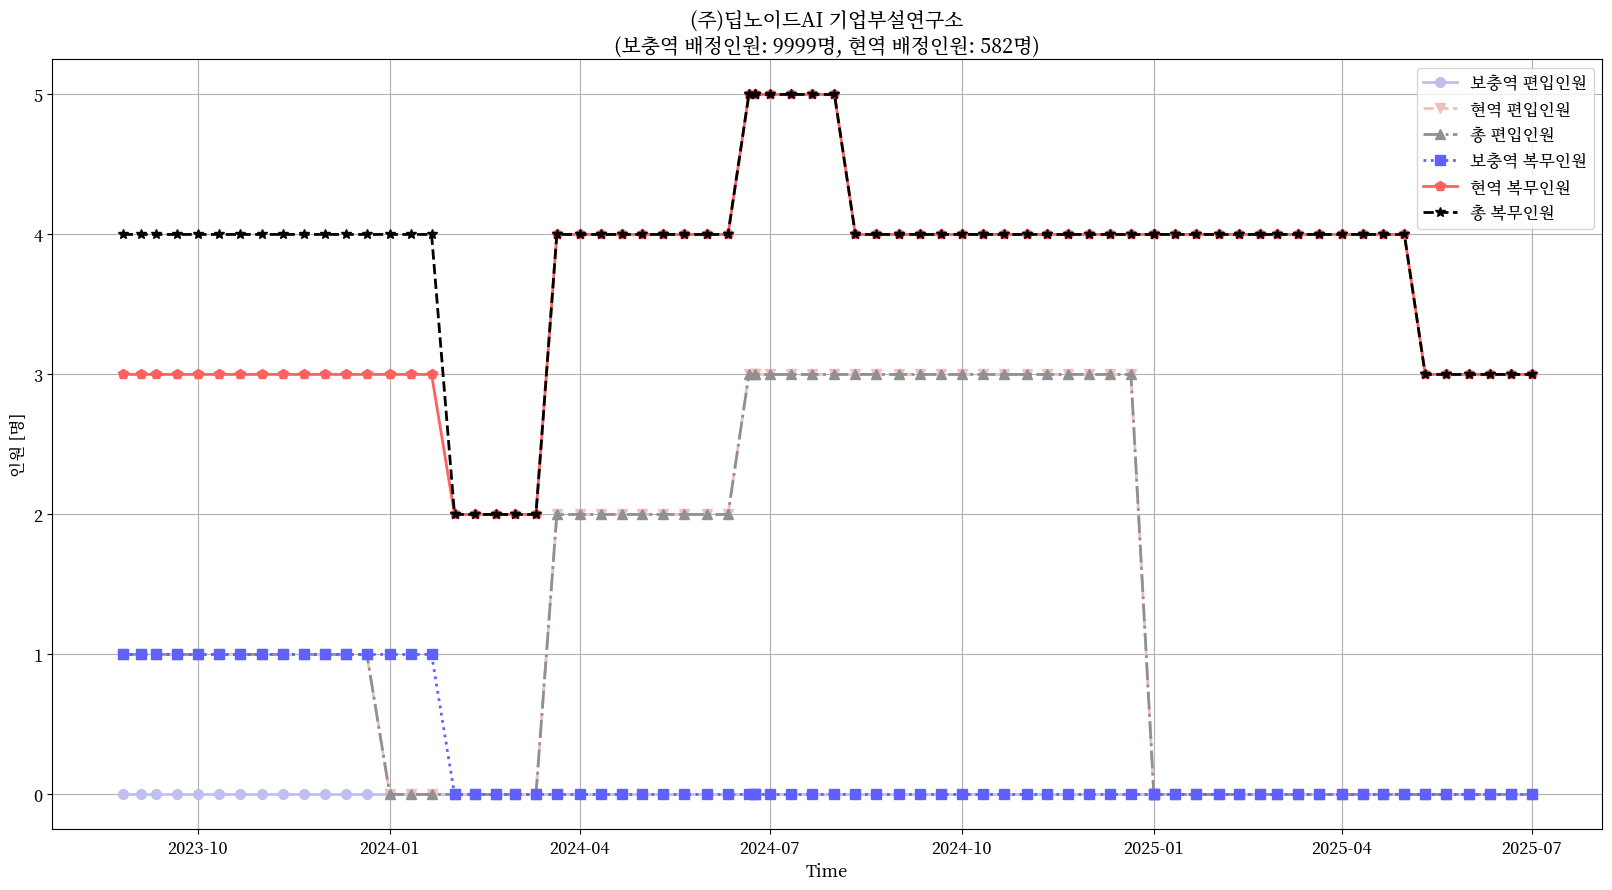 (주)딥노이드AI 기업부설연구소
(보충역 배정인원: 9999명, 현역 배정인원: 582명)
보충역 편입인원
현역 편입인원
총 편입인원
보충역 복무인원
현역 복무인원
총 복무인원
인원 [명]
5
4
3
2
1
0
2023-10
2024-01
2024-04
2024-07
2024-10
2025-01
2025-04
2025-07
Time